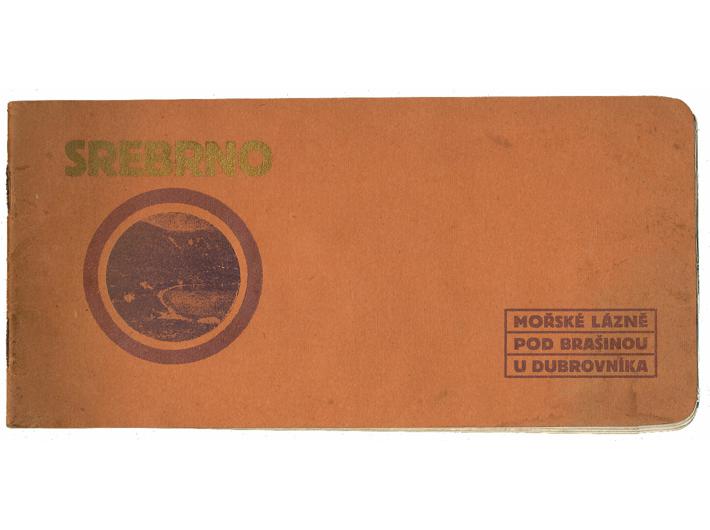 SREBRNO
MOŘSKÉ LÁZNĚ
POD BRAŠINOU
U DUBROVNÍKA